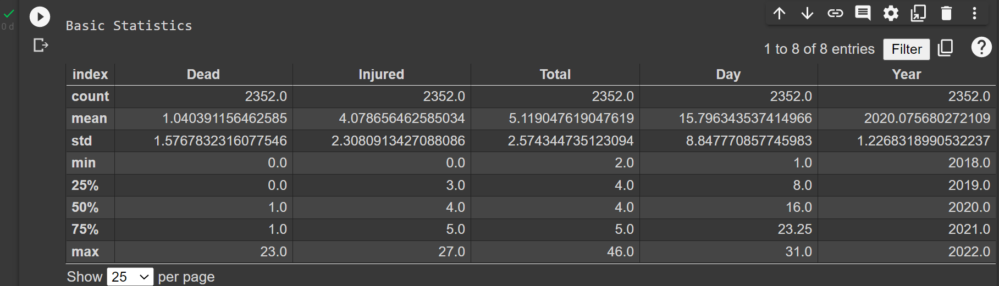 0 d
Basic Statistics
1 to 8 of 8 entries Filter ?
index Dead Injured Total Day Year
count 2352.0 2352.0 2352.0 2352.0 2352.0
mean 1.040391156462585 4.078656462585034 5.119047619047619 15.796343537414966 2020.075680272109
std 1.5767832316077546 2.3080913427088086 2.574344735123094 8.847770857745983 1.2268318990532237
min 0.0 0.0 2.0 1.0 2018.0
25% 0.0 3.0 4.0 8.0 2019.0
50% 1.0 4.0 4.0 16.0 2020.0
75% 1.0 5.0 5.0 23.25 2021.0
max 23.0 27.0 46.0 31.0 2022.0
Show 25 per page